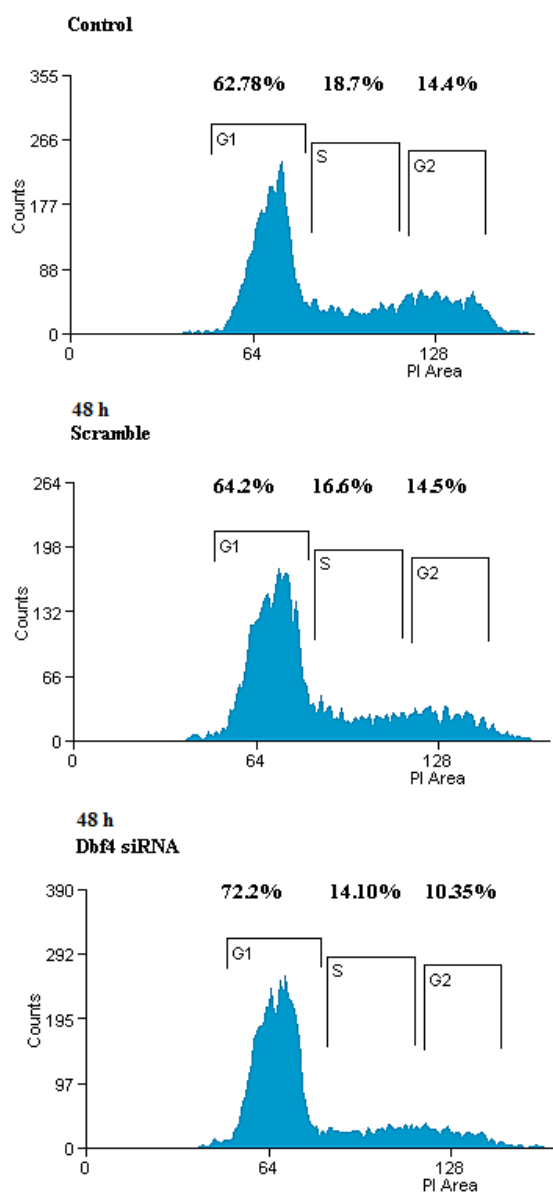 Control
355
62.78% 18.7% 14.4%
266
G1
S
G2
177
Counts
88
0
0 64 128
PI Area
48 h
Scramble
264
64.2% 16.6% 14.5%
198
G1
S
G2
132
Counts
66
0
0 64 128
PI Area
48 h
Dbf4 siRNA
390
72.2% 14.10% 10.35%
292
G1
S
G2
195
Counts
97
0
0 64 128
PI Area